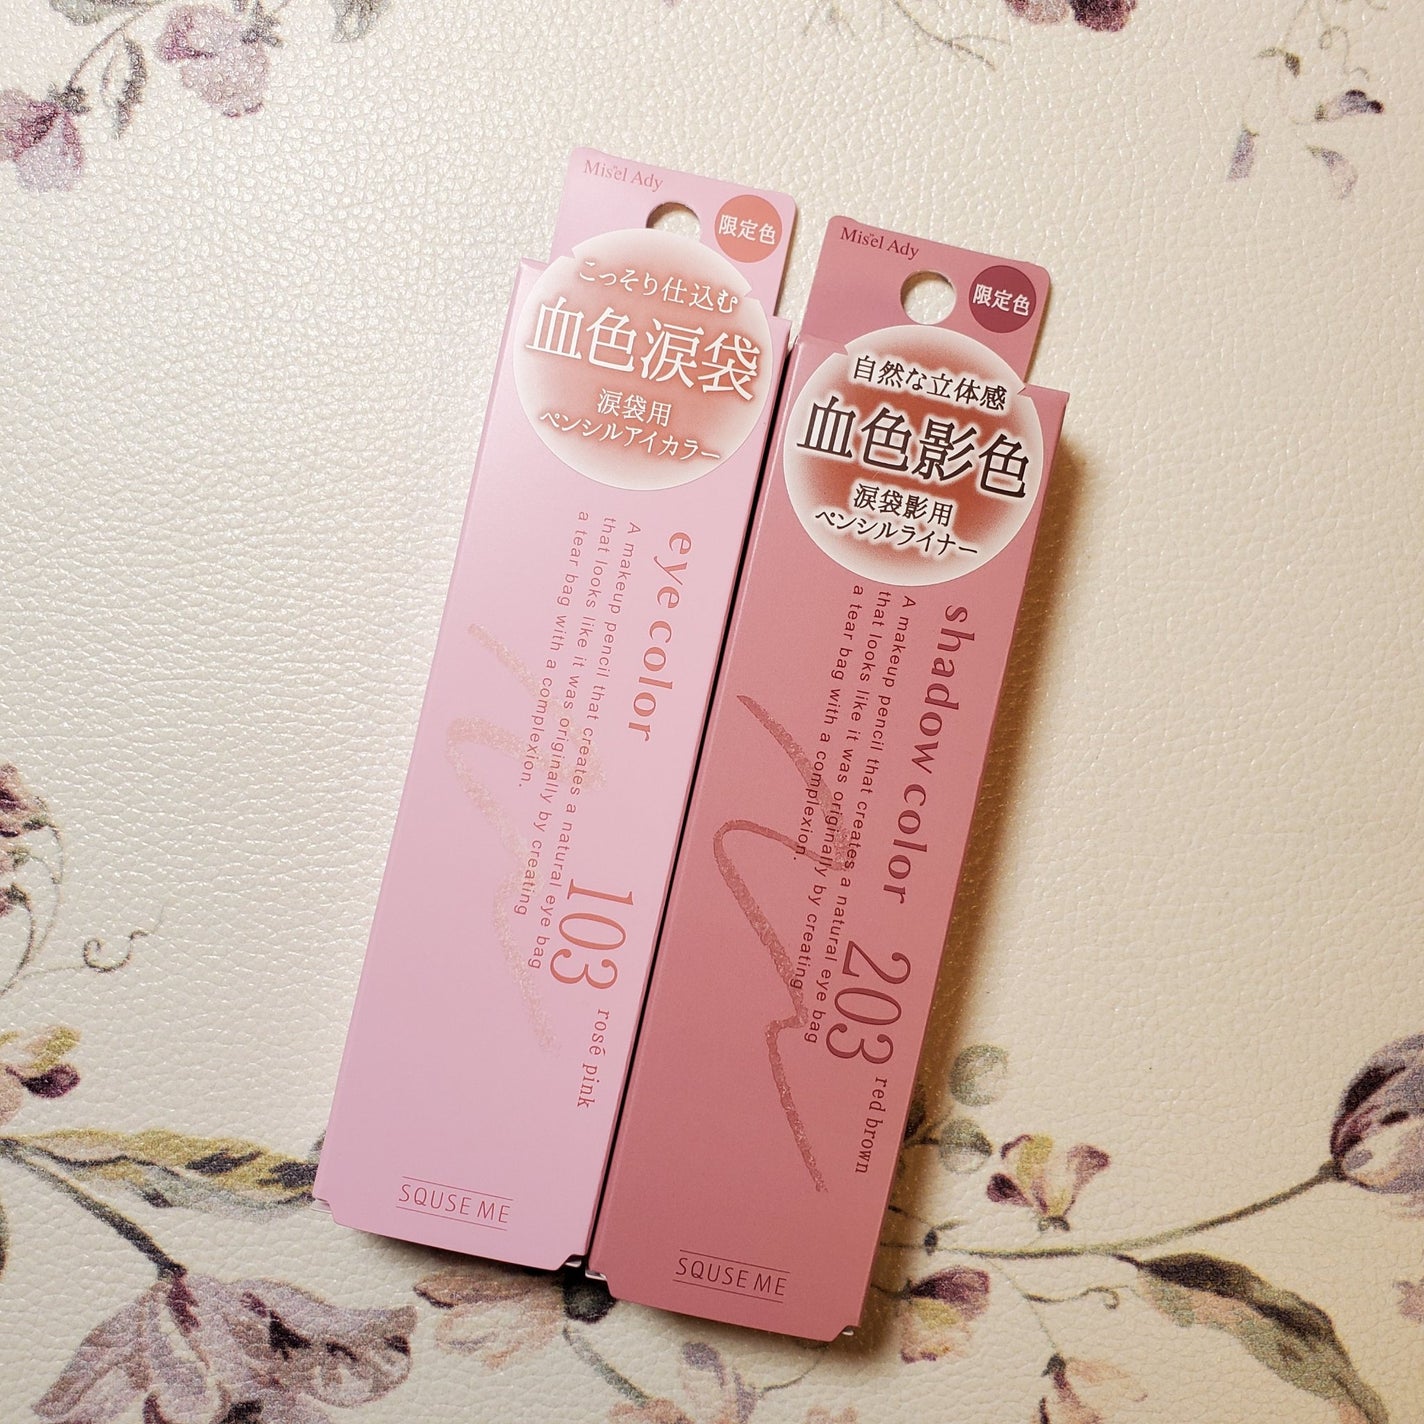 Misel Ady
限定色
こっそり仕込む
血色涙袋
涙袋用
ペンシルアイカラー
eye color
A makeup pencil that creates a natural eye bag
that looks like it was originally by creating
a tear bag with a complexion.
103 rosé pink
SQUSE ME
Misel Ady
限定色
自然な立体感
血色影色
涙袋影用
ペンシルライナー
shadow color
A makeup pencil that creates a natural eye bag
that looks like it was originally by creating
a tear bag with a complexion.
203 red brown
SQUSE ME